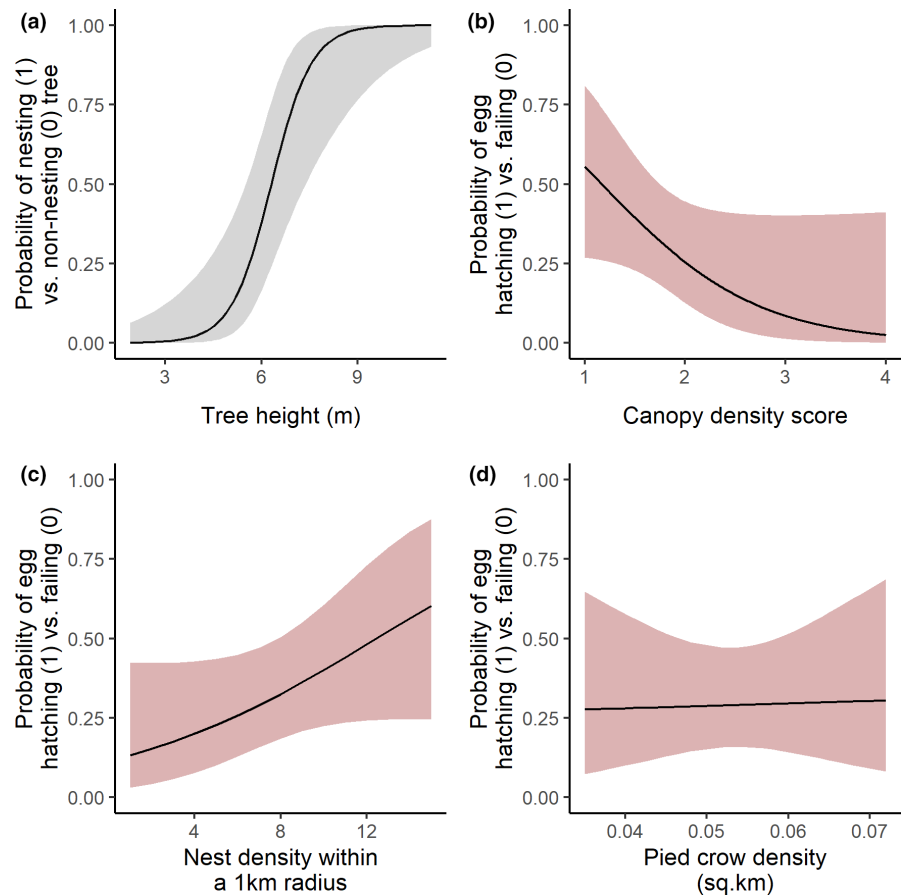 (a)
Probability of nesting (1)
vs. non-nesting (0) tree
1.00
0.75
0.50
0.25
0.00
3 6 9
Tree height (m)
(b)
Probability of egg
hatching (1) vs. failing (0)
1.00
0.75
0.50
0.25
0.00
1 2 3 4
Canopy density score
(c)
Probability of egg
hatching (1) vs. failing (0)
1.00
0.75
0.50
0.25
0.00
4 8 12
Nest density within
a 1km radius
(d)
Probability of egg
hatching (1) vs. failing (0)
1.00
0.75
0.50
0.25
0.00
0.04 0.05 0.06 0.07
Pied crow density
(sq.km)